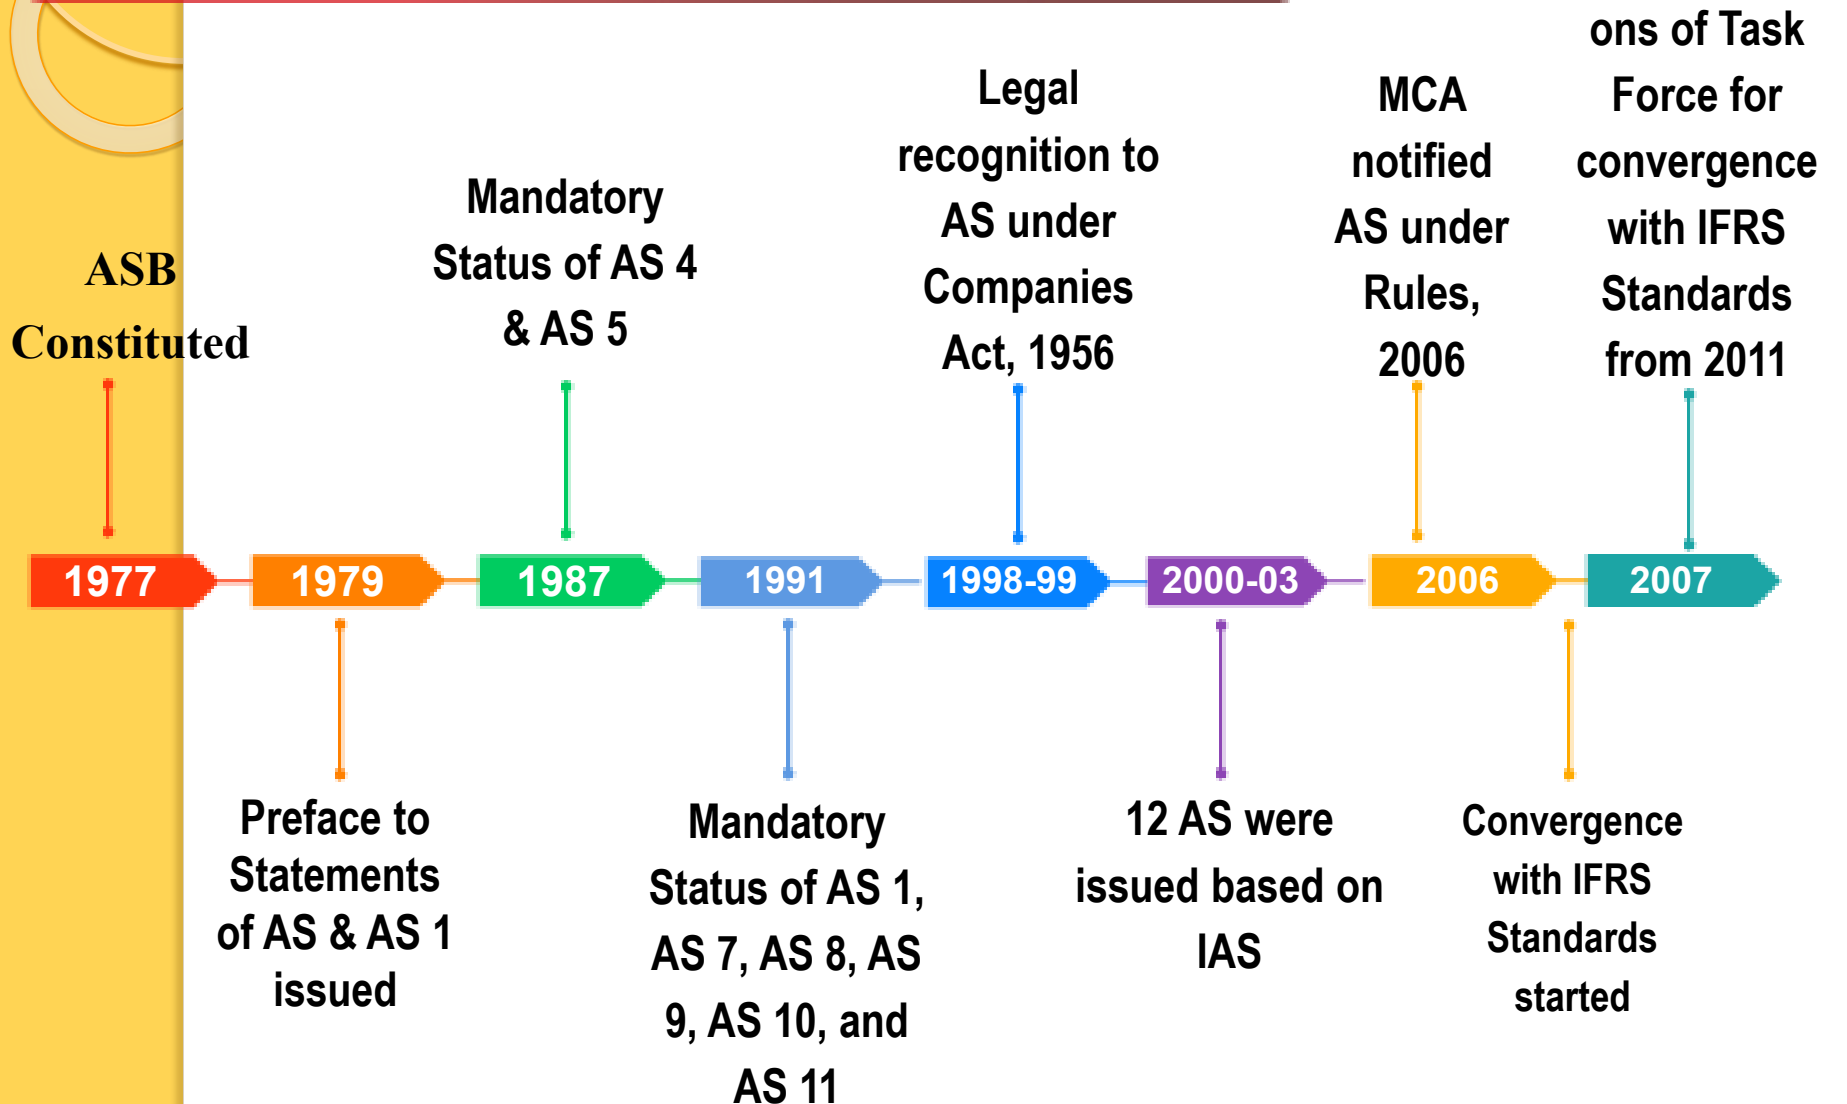 ASB
Constituted
1977
Preface to
Statements
of AS & AS 1
issued
1979
Mandatory
Status of AS 4
& AS 5
1987
Mandatory
Status of AS 1,
AS 7, AS 8, AS
9, AS 10, and
AS 11
1991
Legal
recognition to
AS under
Companies
Act, 1956
1998-99
12 AS were
issued based on
IAS
2000-03
MCA
notified
AS under
Rules,
2006
2006
Convergence
with IFRS
Standards
started
ons of Task
Force for
convergence
with IFRS
Standards
from 2011
2007